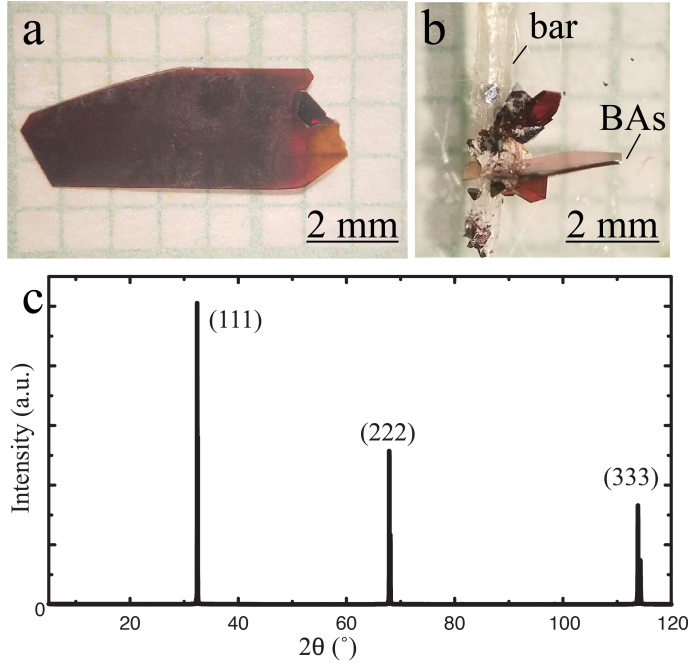 a
2 mm
b
bar
BAs
2 mm
c
(111)
(222)
(333)
Intensity (a.u.)
0
20 40 60 80 100 120
2θ (°)